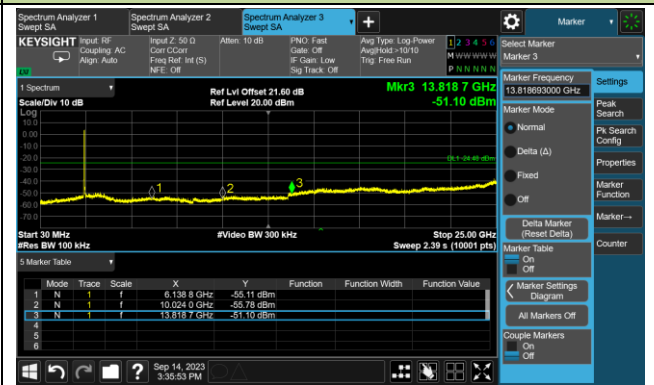 Spectrum Analyzer 1
Swept SA
Spectrum Analyzer 2
Swept SA
Spectrum Analyzer 3
Swept SA
Marker
KEYSIGHT
Input: RF
Coupling: AC
Align: Auto
Input Z: 50 Ω
Corr CCorr
Freq Ref: Int (S)
NFE: Off
Atten: 10 dB
PNO: Fast
Gate: Off
IF Gain: Low
Sig Track: Off
Avg Type: Log-Power
Avg|Hold:>10/10
Trig: Free Run
1 2 3 4 5 6
M W W W W W
P N N N N N
Select Marker
Marker 3
1 Spectrum
Scale/Div 10 dB
Ref Lvl Offset 21.60 dB
Ref Level 20.00 dBm
Mkr3 13.818 7 GHz
-51.10 dBm
Log
10.0
0.00
-10.0
-20.0
-30.0
-40.0
-50.0
-60.0
-70.0
DL1 -24.48 dBm
1
2
3
Start 30 MHz
#Res BW 100 kHz
#Video BW 300 kHz
Stop 25.00 GHz
Sweep 2.39 s (10001 pts)
5 Marker Table
Mode Trace Scale X Y Function Function Width Function Value
1 N 1 f 6.138 8 GHz -55.11 dBm
2 N 1 f 10.024 0 GHz -55.78 dBm
3 N 1 f 13.818 7 GHz -51.10 dBm
4
5
6
Marker Frequency
13.818693000 GHz
Marker Mode
Normal
Delta (Δ)
Fixed
Off
Delta Marker
(Reset Delta)
Marker Table
On
Off
Marker Settings
Diagram
All Markers Off
Couple Markers
On
Off
Settings
Peak
Search
Pk Search
Config
Properties
Marker
Function
Marker→
Counter
Sep 14, 2023
3:35:53 PM